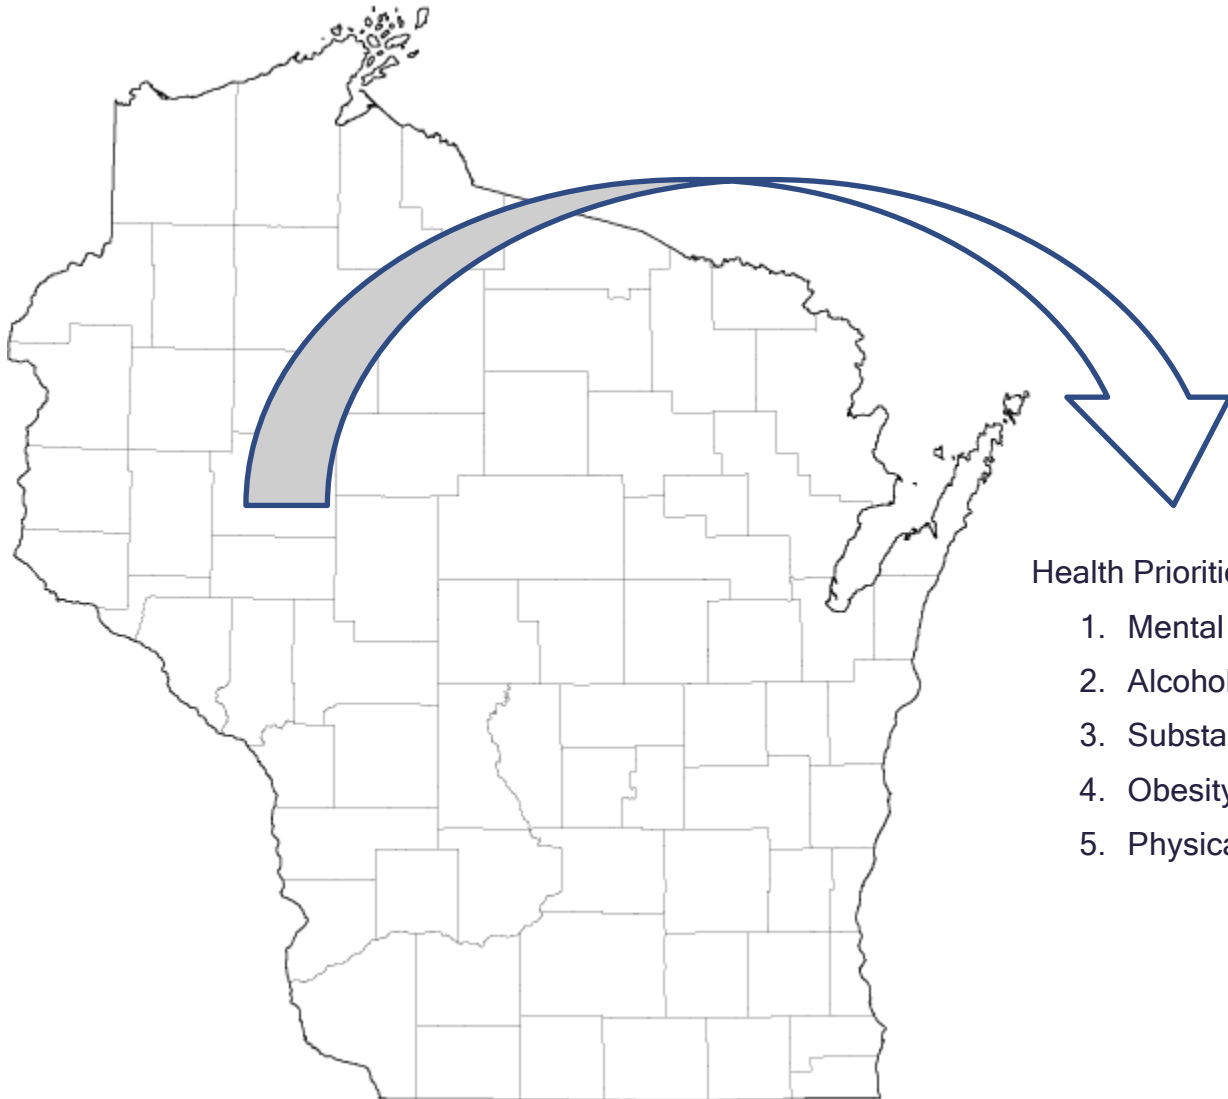 Health Prioritie
1. Mental
2. Alcohol
3. Substa
4. Obesity
5. Physica